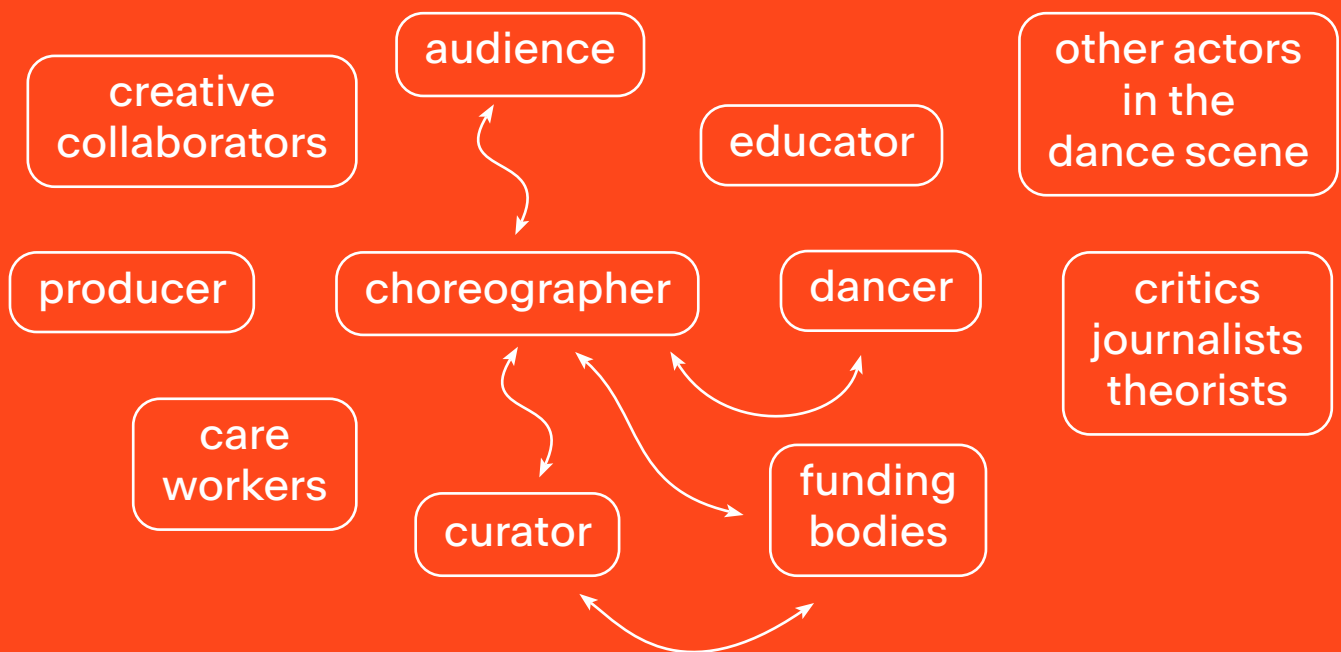 audience
creative
collaborators
educator
other actors
in the
dance scene
producer
choreographer
dancer
critics
journalists
theorists
care
workers
curator
funding
bodies